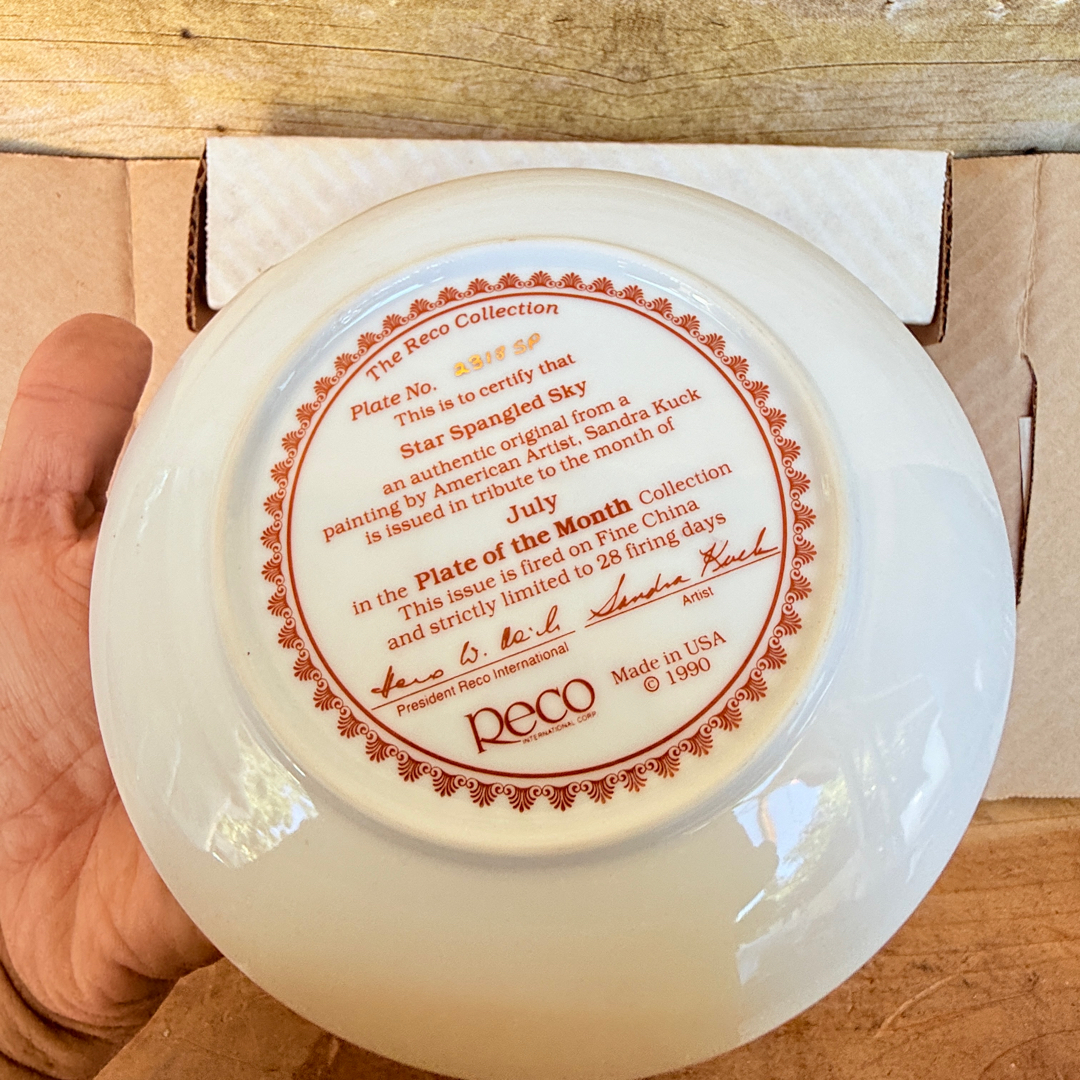 The Reco Collection
Plate No. 2318 SP
This is to certify that
Star Spangled Sky
an authentic original from a
painting by American Artist, Sandra Kuck
is issued in tribute to the month of
July
in the Plate of the Month Collection
This issue is fired on Fine China
and strictly limited to 28 firing days
Sandra Kuck
Artist
President Reco International
Made in USA
© 1990
Reco
INTERNATIONAL CORP.